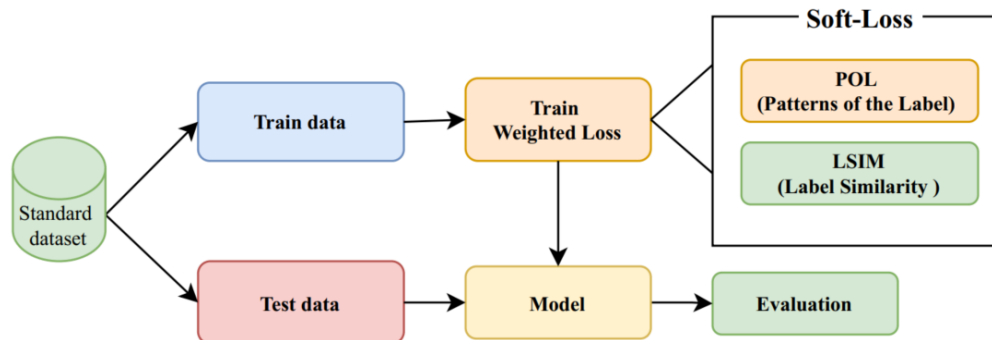 Soft-Loss
POL
(Patterns of the Label)
Train data
Train
Weighted Loss
LSIM
(Label Similarity )
Standard
dataset
Test data
Model
Evaluation